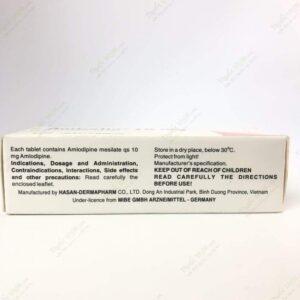 Each tablet contains Amlodipine mesilate qs 10
mg Amlodipine.
Indications, Dosage and Administration,
Contraindications, Interactions, Side effects
and other precautions: Read carefully the
enclosed leaflet.
Store in a dry place, below 30°C.
Protect from light!
Manufacturer's specification.
KEEP OUT OF REACH OF CHILDREN
READ CAREFULLY THE DIRECTIONS
BEFORE USE!
Manufactured by HASAN-DERMAPHARM CO., LTD. Dong An Industrial Park, Binh Duong Province, Vietnam
Under-licence from MIBE GMBH ARZNEIMITTEL - GERMANY